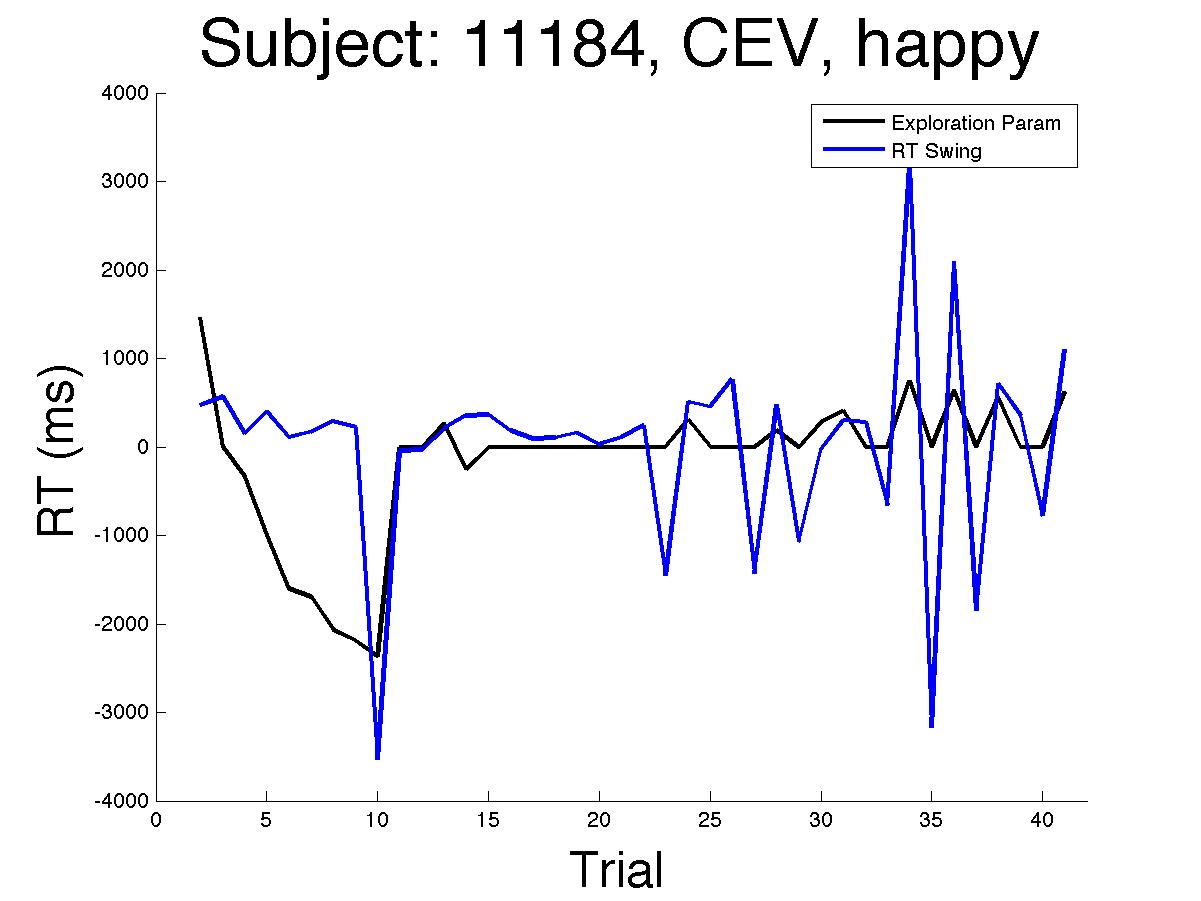 Subject: 11184, CEV, happy
4000
3000
2000
1000
0
-1000
-2000
-3000
-4000
RT (ms)
Exploration Param
RT Swing
0 5 10 15 20 25 30 35 40
Trial